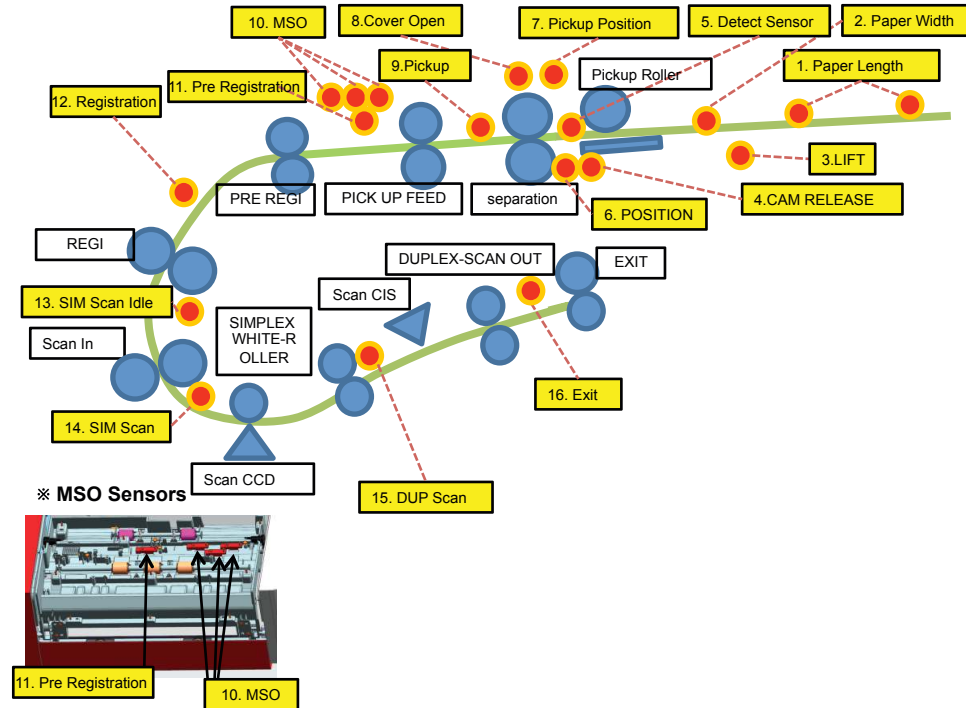 10. MSO
8.Cover Open
7. Pickup Position
5. Detect Sensor
2. Paper Width
9.Pickup
Pickup Roller
1. Paper Length
11. Pre Registration
12. Registration
3.LIFT
PRE REGI
PICK UP FEED
separation
4.CAM RELEASE
6. POSITION
REGI
DUPLEX-SCAN OUT
EXIT
Scan CIS
13. SIM Scan Idle
SIMPLEX
WHITE-R
OLLER
Scan In
16. Exit
14. SIM Scan
Scan CCD
15. DUP Scan
※ MSO Sensors
11. Pre Registration
10. MSO